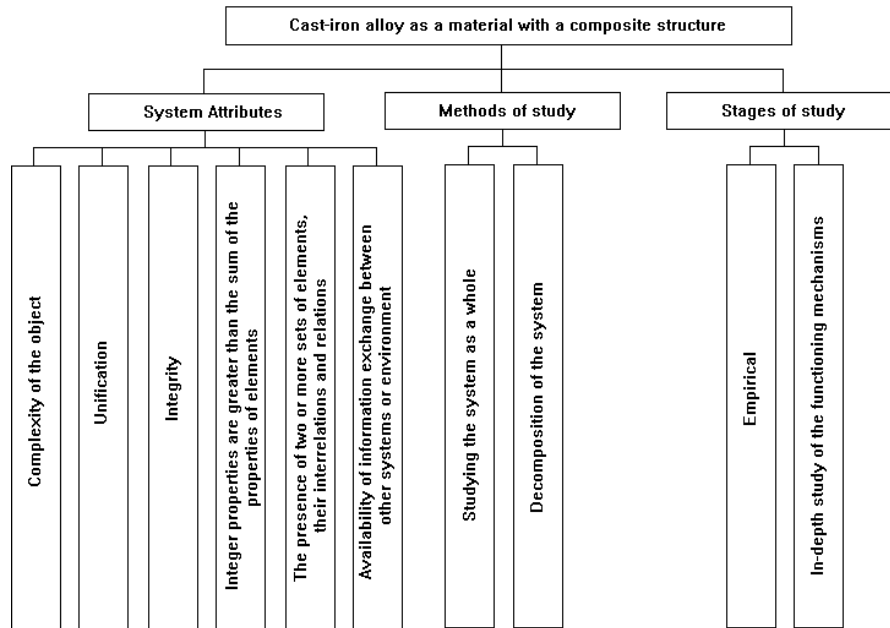 Cast-iron alloy as a material with a composite structure
System Attributes
Methods of study
Stages of study
Complexity of the object
Unification
Integrity
Integer properties are greater than the sum of the
properties of elements
The presence of two or more sets of elements,
their interrelations and relations
Availability of information exchange between
other systems or environment
Studying the system as a whole
Decomposition of the system
Empirical
In-depth study of the functioning mechanisms